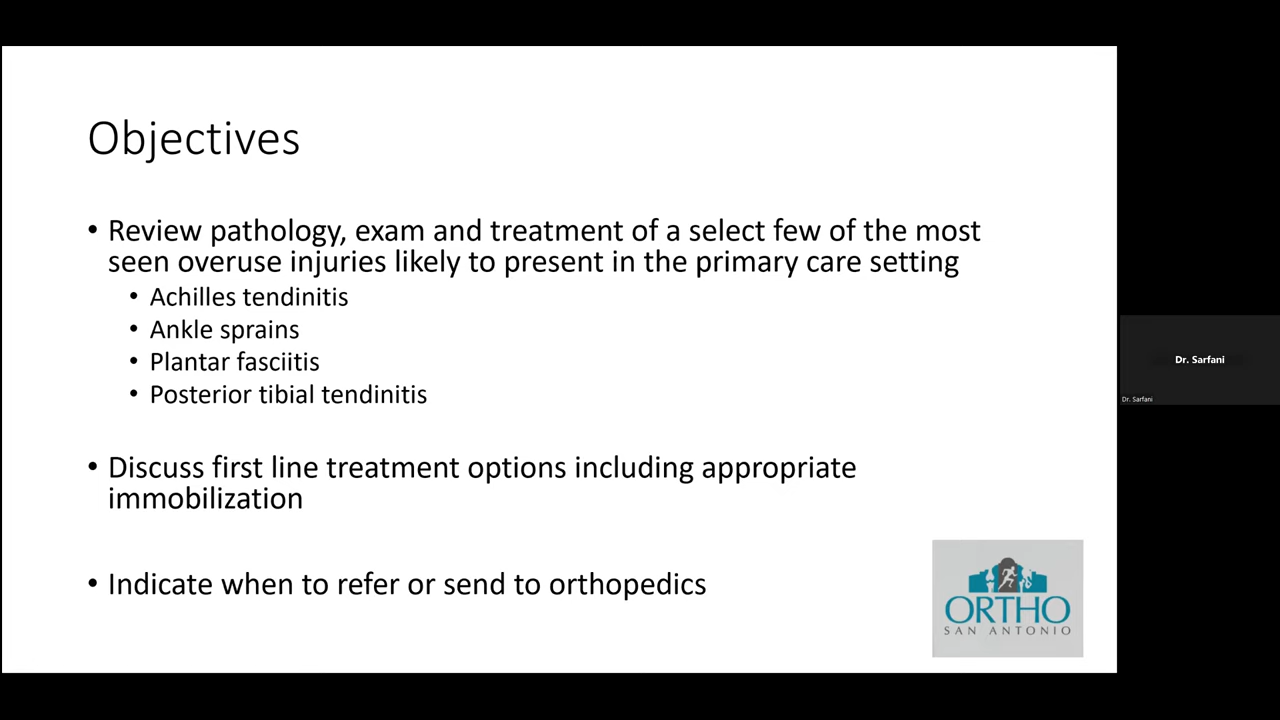 Objectives
• Review pathology, exam and treatment of a select few of the most
seen overuse injuries likely to present in the primary care setting
• Achilles tendinitis
• Ankle sprains
• Plantar fasciitis
• Posterior tibial tendinitis
• Discuss first line treatment options including appropriate
immobilization
• Indicate when to refer or send to orthopedics
ORTHO
SAN ANTONIO
Dr. Sarfani
Dr. Sarfani